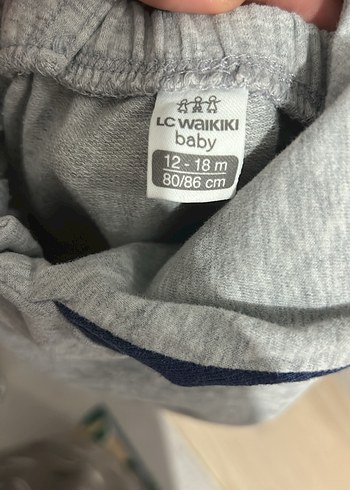 LC WAIKIKI
baby
12 - 18 m
80/86 cm